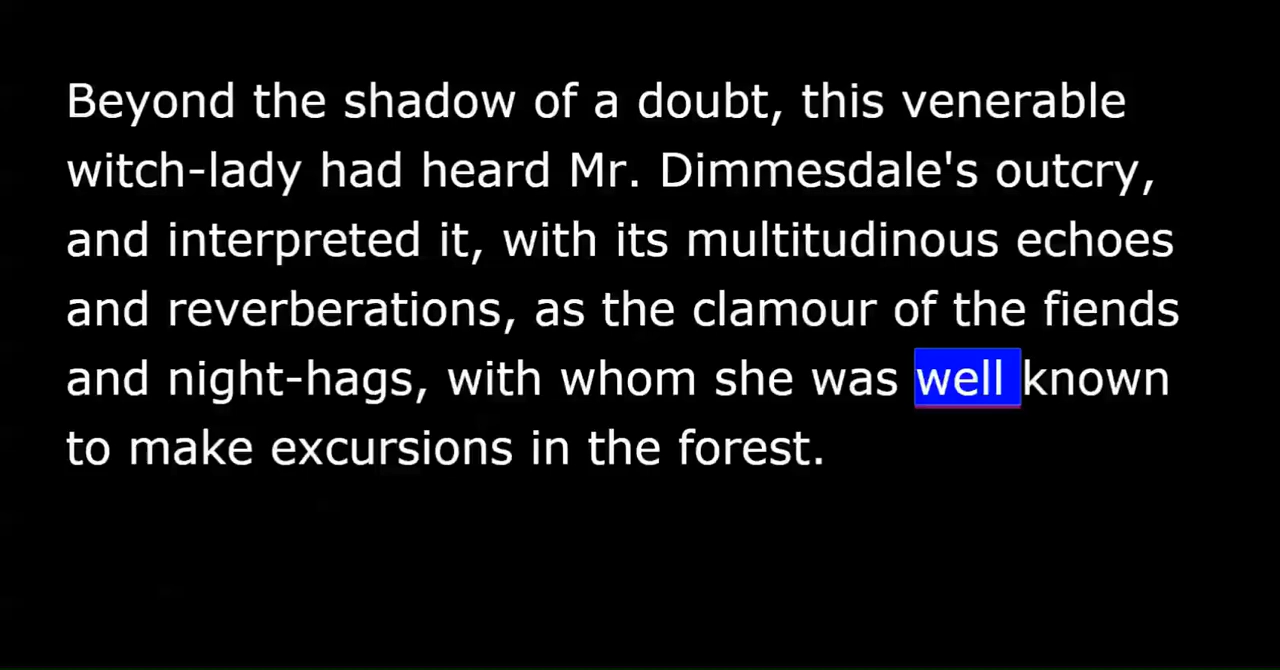 Beyond the shadow of a doubt, this venerable
witch-lady had heard Mr. Dimmesdale's outcry,
and interpreted it, with its multitudinous echoes
and reverberations, as the clamour of the fiends
and night-hags, with whom she was well known
to make excursions in the forest.